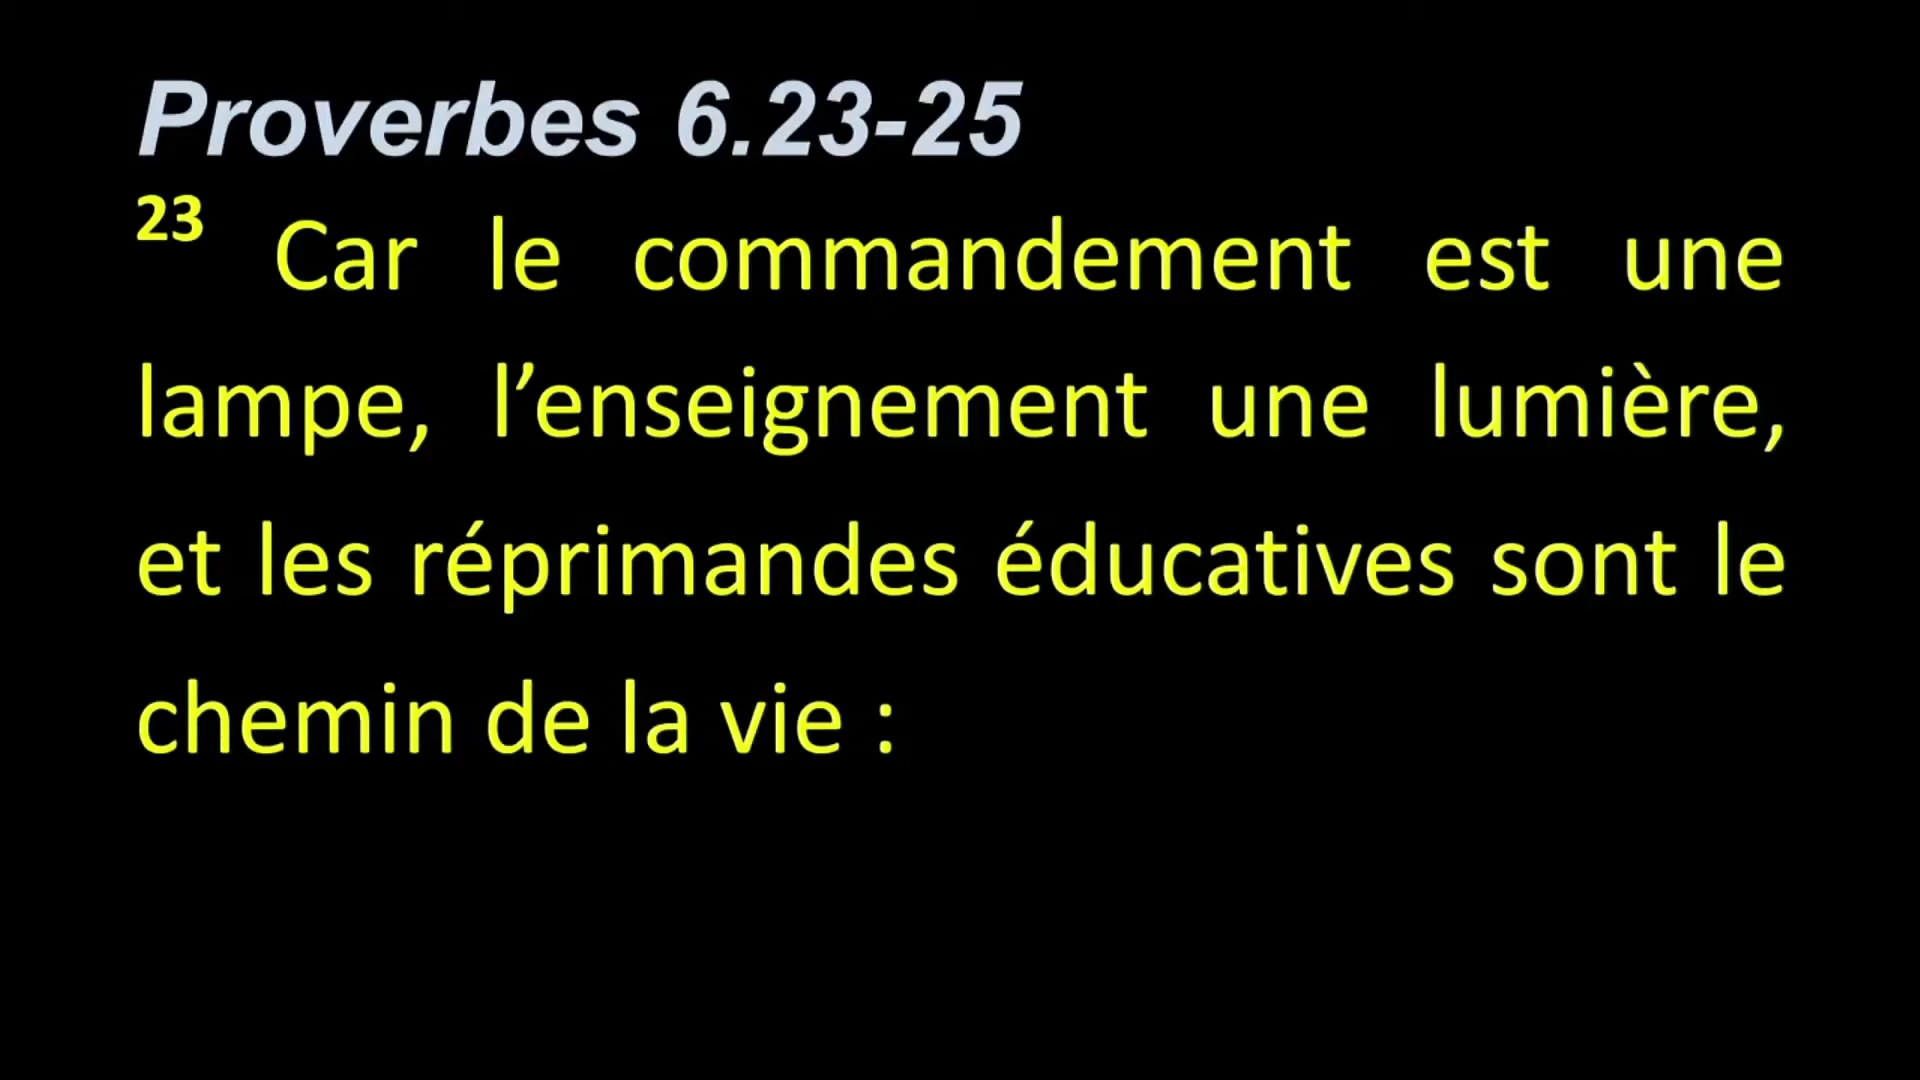 Proverbes 6.23-25
23 Car le commandement est une
lampe, l’enseignement une lumière,
et les réprimandes éducatives sont le
chemin de la vie :